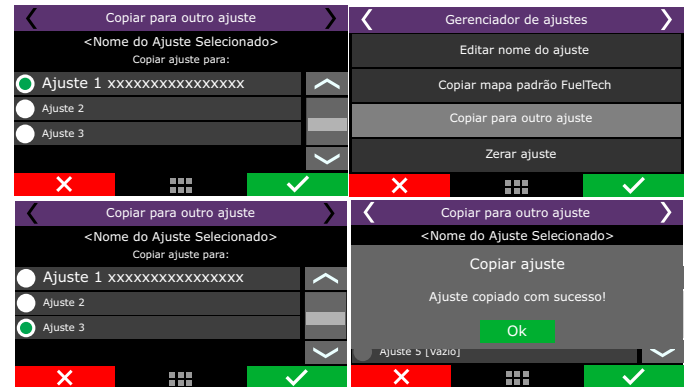 Copiar para outro ajuste
<Nome do Ajuste Selecionado>
Copiar ajuste para:
Ajuste 1 xxxxxxxxxxxxxxxx
Ajuste 2
Ajuste 3
Gerenciador de ajustes
Editar nome do ajuste
Copiar mapa padrão FuelTech
Copiar para outro ajuste
Zerar ajuste
Copiar para outro ajuste
<Nome do Ajuste Selecionado>
Copiar ajuste para:
Ajuste 1 xxxxxxxxxxxxxxxx
Ajuste 2
Ajuste 3
Copiar para outro ajuste
<Nome do Ajuste Selecionado>
Copiar ajuste
Ajuste copiado com sucesso!
Ok
Ajuste 5 [Vazio]